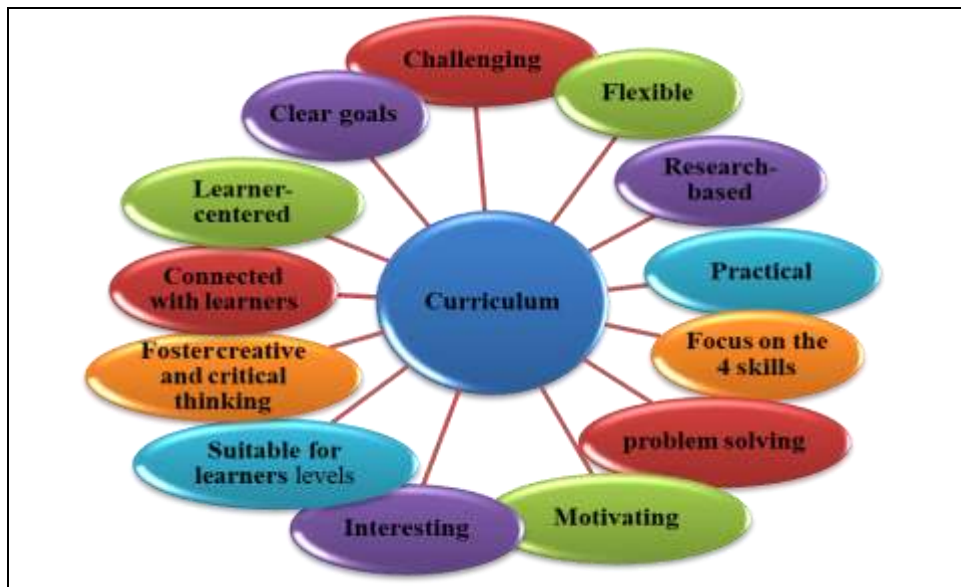 Challenging
Flexible
Clear goals
Research-
based
Learner-
centered
Practical
Connected
with learners
Curriculum
Focus on the
4 skills
Fostercreative
and critical
thinking
problem solving
Suitable for
learners levels
Motivating
Interesting